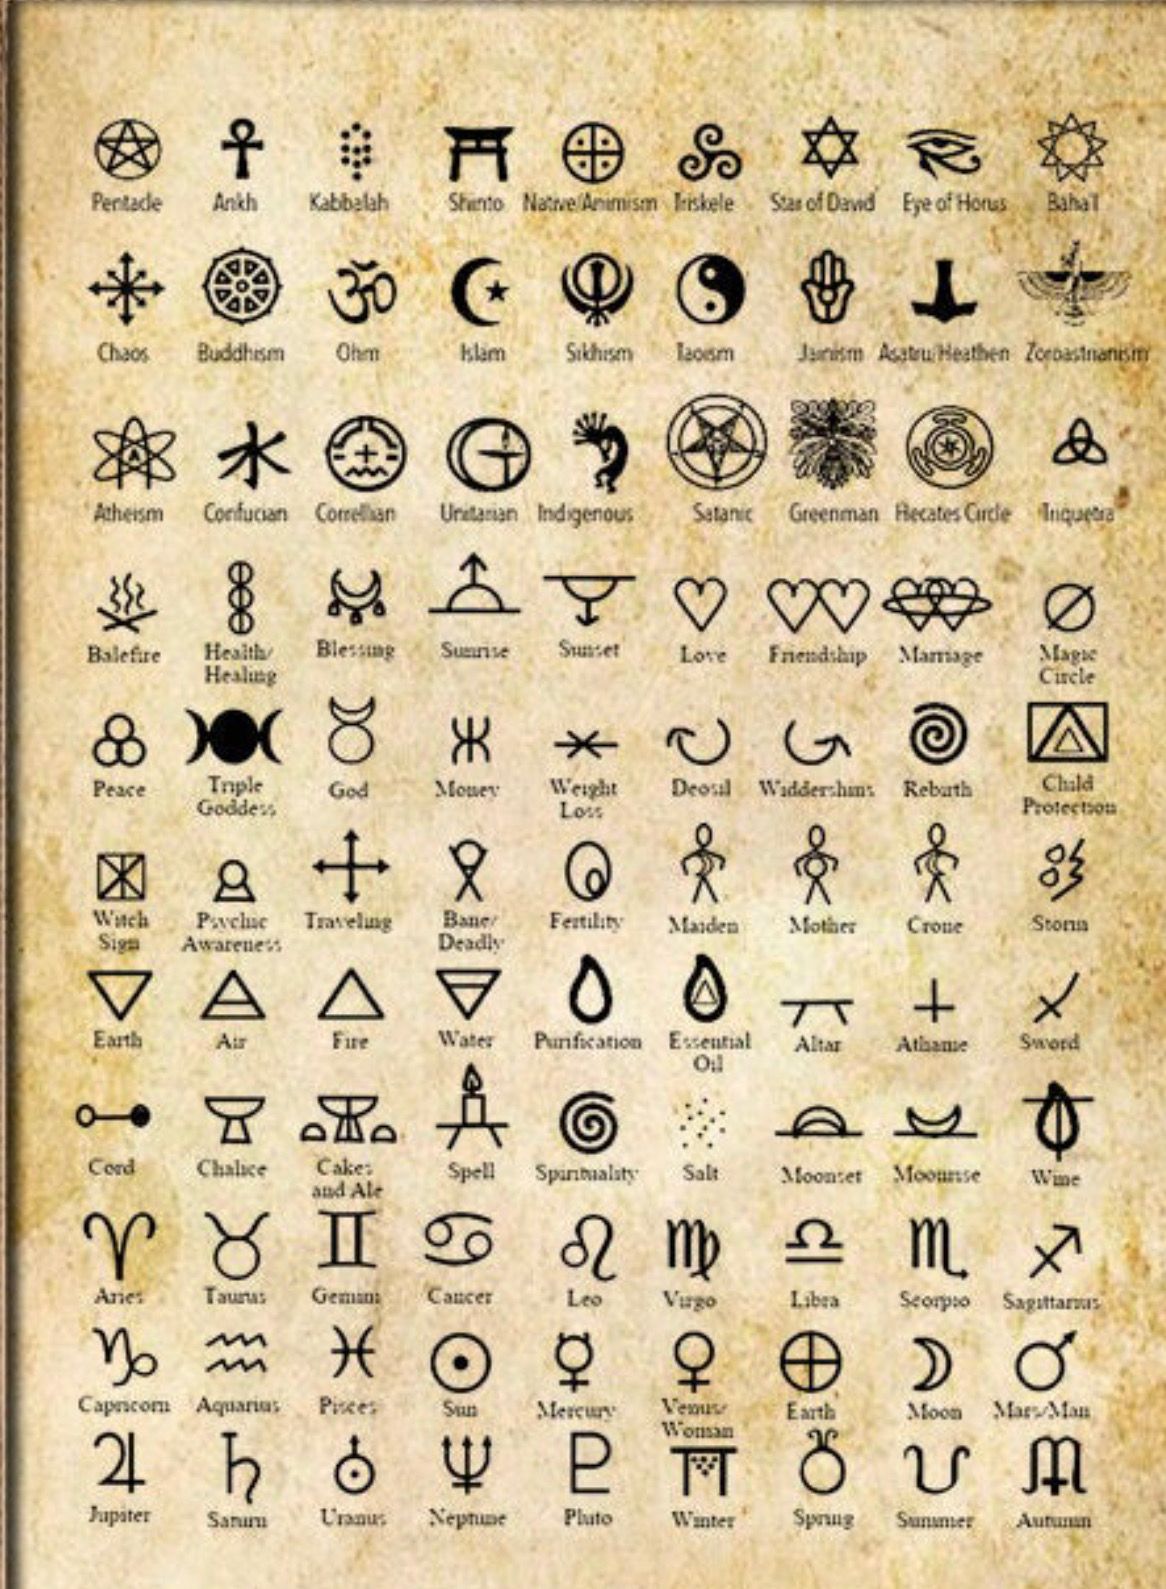 Pentacle Ankh Kabbalah Shinto Native/Animism Triskele Star of David Eye of Horus Baha'I
Chaos Buddhism Ohm Islam Sikhism Taoism Jainism Asatru/Heathen Zoroastrianism
Atheism Confucian Correllian Unitarian Indigenous Satanic Greenman Hecates Circle Triquetra
Balefire Health/ Blessing Sunrise Sunset Love Friendship Marriage Magic
Healing Circle
Peace Triple God Money Weight Deosil Widdershins Rebirth Child
Goddess Loss Protection
Witch Psychic Traveling Bane/ Fertility Maiden Mother Crone Storm
Sign Awareness Deadly
Earth Air Fire Water Purification Essential Altar Athame Sword
Oil
Cord Chalice Cakes Spell Spirituality Salt Moonset Moonrise Wine
and Ale
Aries Taurus Gemini Cancer Leo Virgo Libra Scorpio Sagittarius
Capricorn Aquarius Pisces Sun Mercury Venus/ Earth Moon Mars/Man
Woman
Jupiter Saturn Uranus Neptune Pluto Winter Spring Summer Autumn